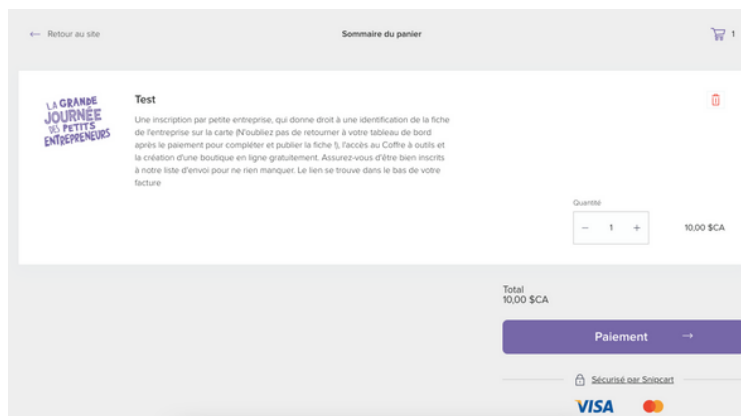 ← Retour au site
Sommaire du panier
1
LA GRANDE
JOURNÉE
DES PETITS
ENTREPRENEURS
Test
Une inscription par petite entreprise, qui donne droit à une identification de la fiche
de l'entreprise sur la carte (N'oubliez pas de retourner à votre tableau de bord
après le paiement pour compléter et publier la fiche !), l'accès au Coffre à outils et
la création d'une boutique en ligne gratuitement. Assurez-vous d'être bien inscrits
à notre liste d'envoi pour ne rien manquer. Le lien se trouve dans le bas de votre
facture
Quantité
− 1 +
10,00 $CA
Total
10,00 $CA
Paiement →
Sécurisé par Snipcart
VISA